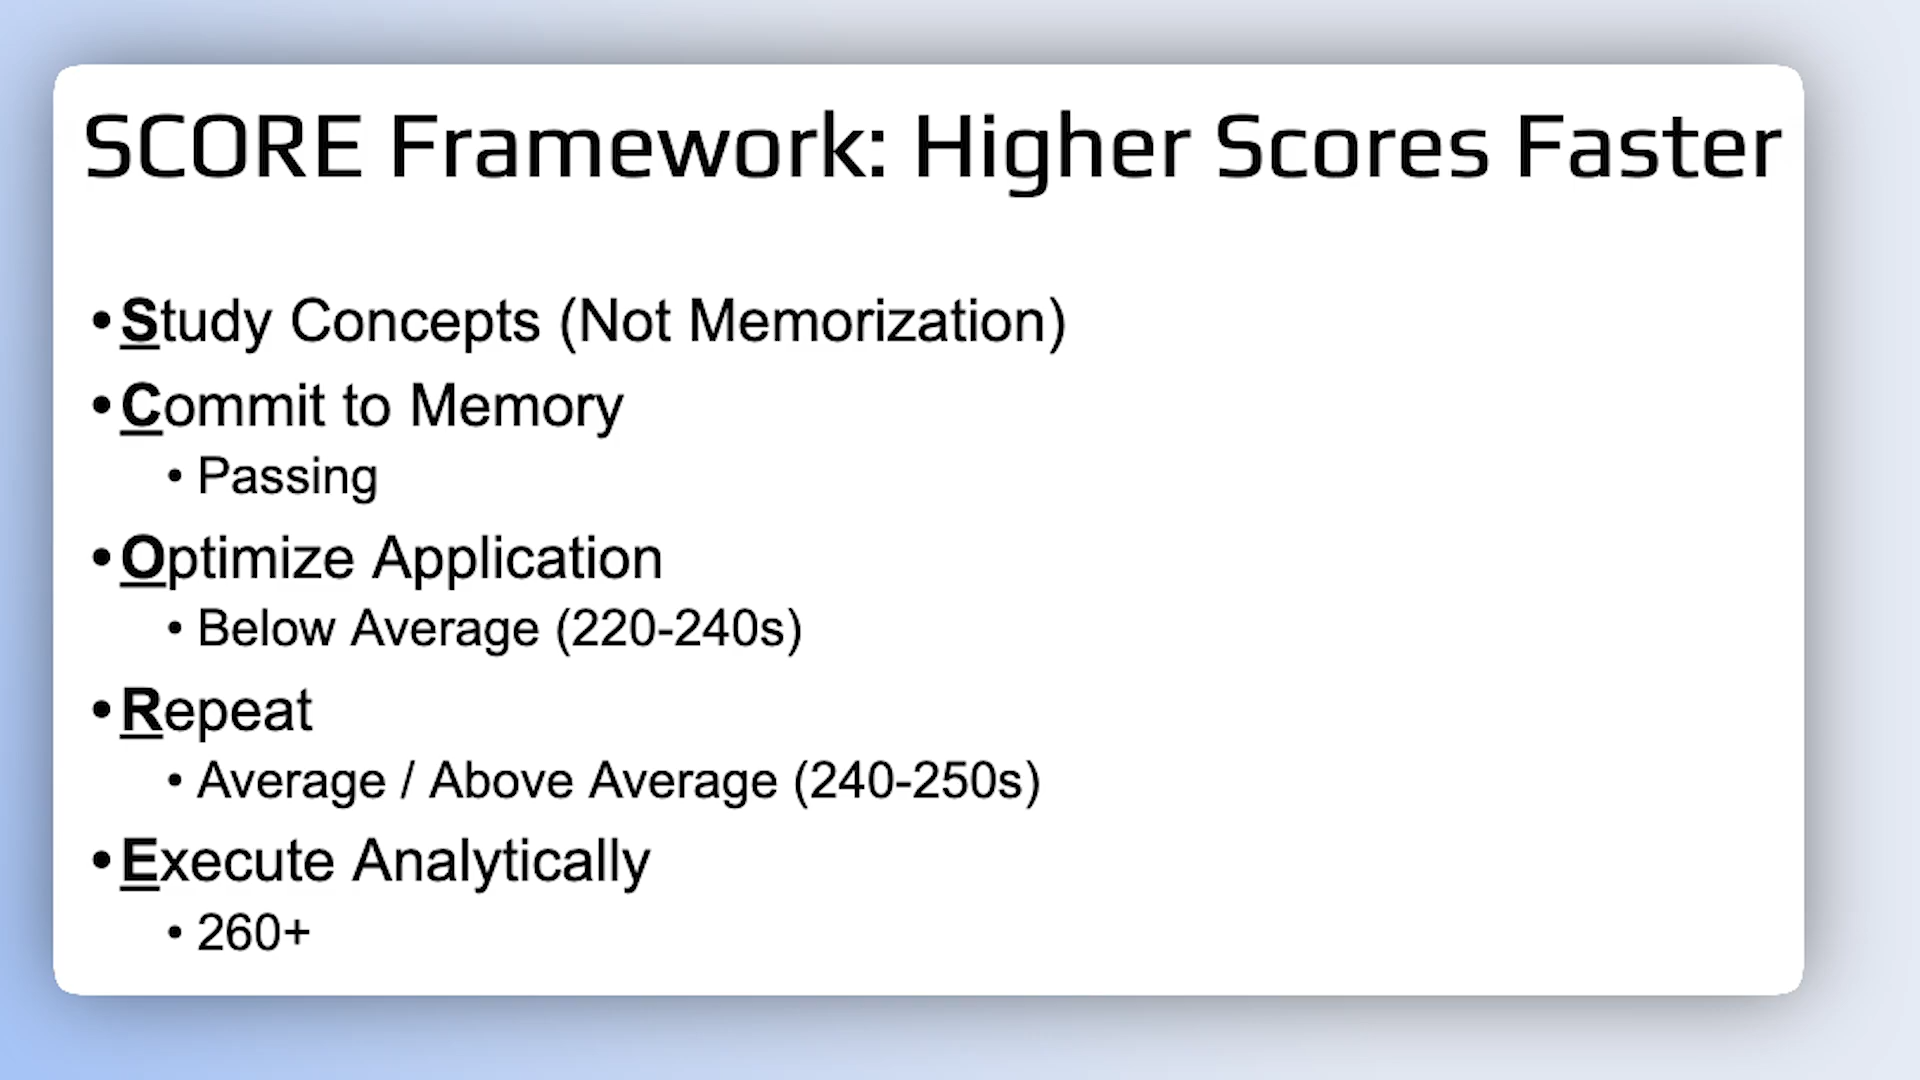 SCORE Framework: Higher Scores Faster
• Study Concepts (Not Memorization)
• Commit to Memory
• Passing
• Optimize Application
• Below Average (220-240s)
• Repeat
• Average / Above Average (240-250s)
• Execute Analytically
• 260+